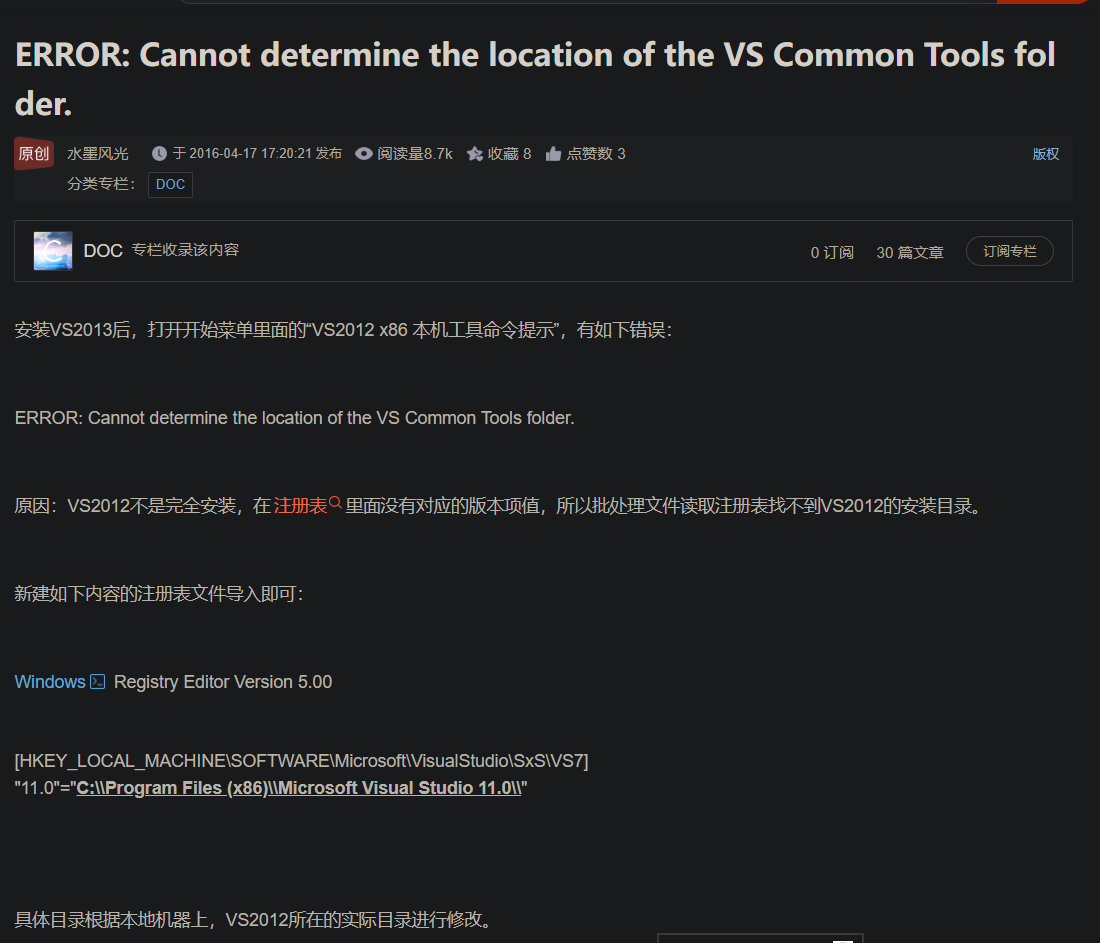 ERROR: Cannot determine the location of the VS Common Tools fol
der.
原创 水墨风光 于 2016-04-17 17:20:21 发布 阅读量8.7k 收藏 8 点赞数 3 版权
分类专栏： DOC
DOC 专栏收录该内容 0 订阅 30 篇文章 订阅专栏
安装VS2013后，打开开始菜单里面的“VS2012 x86 本机工具命令提示”，有如下错误：
ERROR: Cannot determine the location of the VS Common Tools folder.
原因：VS2012不是完全安装，在注册表里面没有对应的版本项值，所以批处理文件读取注册表找不到VS2012的安装目录。
新建如下内容的注册表文件导入即可：
Windows Registry Editor Version 5.00
[HKEY_LOCAL_MACHINE\SOFTWARE\Microsoft\VisualStudio\SxS\VS7]
"11.0"="C:\\Program Files (x86)\\Microsoft Visual Studio 11.0\\"
具体目录根据本地机器上，VS2012所在的实际目录进行修改。